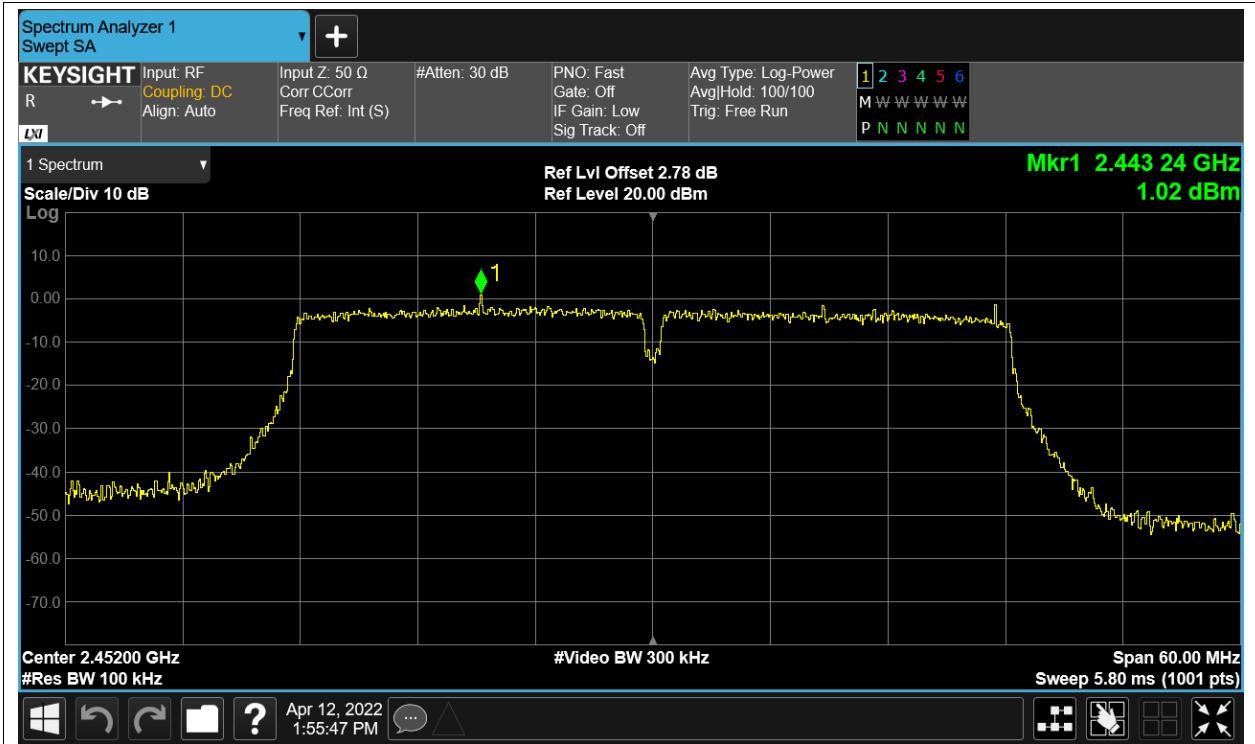 Spectrum Analyzer 1
Swept SA
KEYSIGHT
R
LXI
Input: RF
Coupling: DC
Align: Auto
Input Z: 50 Ω
Corr CCorr
Freq Ref: Int (S)
#Atten: 30 dB
PNO: Fast
Gate: Off
IF Gain: Low
Sig Track: Off
Avg Type: Log-Power
Avg|Hold: 100/100
Trig: Free Run
1 2 3 4 5 6
M W W W W W
P N N N N N
1 Spectrum
Scale/Div 10 dB
Ref Lvl Offset 2.78 dB
Ref Level 20.00 dBm
Mkr1 2.443 24 GHz
1.02 dBm
Log
10.0
0.00
-10.0
-20.0
-30.0
-40.0
-50.0
-60.0
-70.0
1
Center 2.45200 GHz
#Res BW 100 kHz
#Video BW 300 kHz
Span 60.00 MHz
Sweep 5.80 ms (1001 pts)
?
Apr 12, 2022
1:55:47 PM